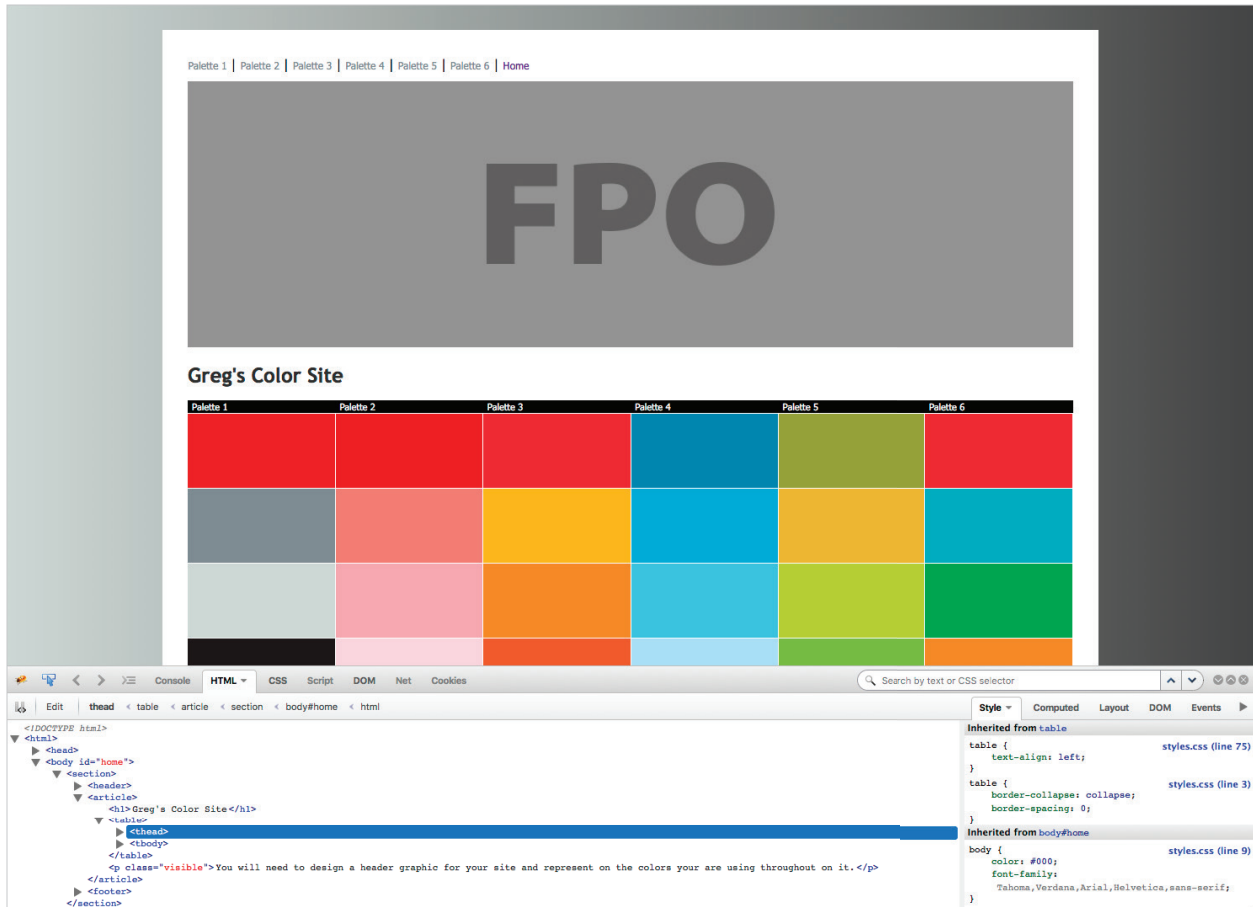 Palette 1 | Palette 2 | Palette 3 | Palette 4 | Palette 5 | Palette 6 | Home
FPO
Greg's Color Site
Palette 1 Palette 2 Palette 3 Palette 4 Palette 5 Palette 6
Console HTML CSS Script DOM Net Cookies Search by text or CSS selector
Edit thead < table < article < section < body#home < html
<!DOCTYPE html>
<html>
<head>
<body id="home">
<section>
<header>
<article>
<h1>Greg's Color Site</h1>
<table>
<thead>
<tbody>
</table>
<p class="visible">You will need to design a header graphic for your site and represent on the colors your are using throughout on it.</p>
</article>
<footer>
</section>
Style Computed Layout DOM Events
Inherited from table
table { styles.css (line 75)
text-align: left;
}
table { styles.css (line 3)
border-collapse: collapse;
border-spacing: 0;
}
Inherited from body#home
body { styles.css (line 9)
color: #000;
font-family:
Tahoma,Verdana,Arial,Helvetica,sans-serif;
}